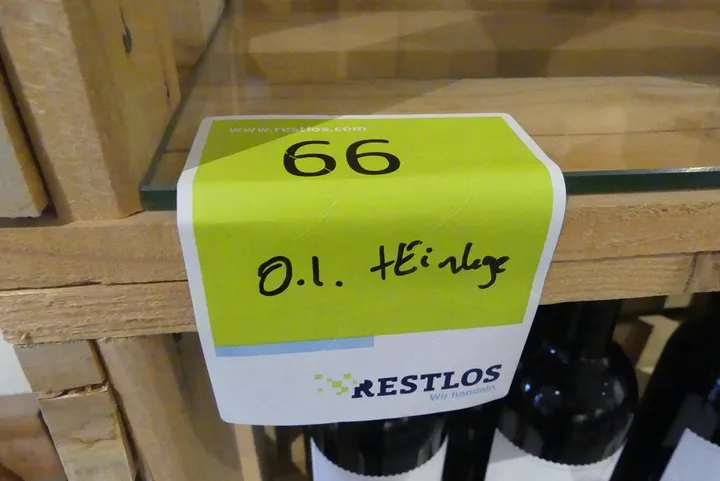 www.restlos.com
66
O.I. +Einlage
RESTLOS
Wir handeln.